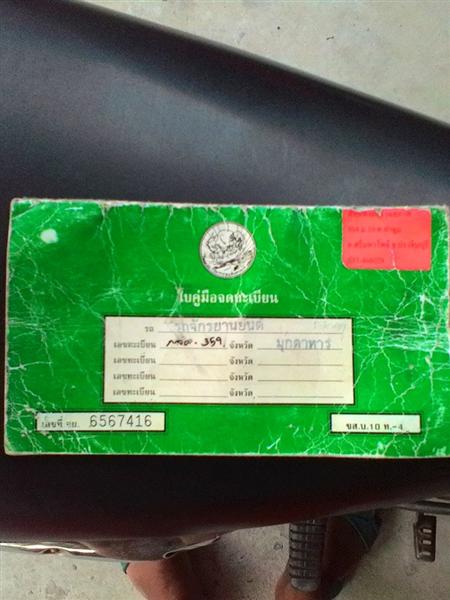 ใบคู่มือจดทะเบียน
รถ รถจักรยานยนต์
เลขทะเบียน - 359 จังหวัด มุกดาหาร
เลขทะเบียน จังหวัด
เลขทะเบียน จังหวัด
เลขทะเบียน จังหวัด
เลขที่ จย. 6567416
ขส.บ.10 ท.-4